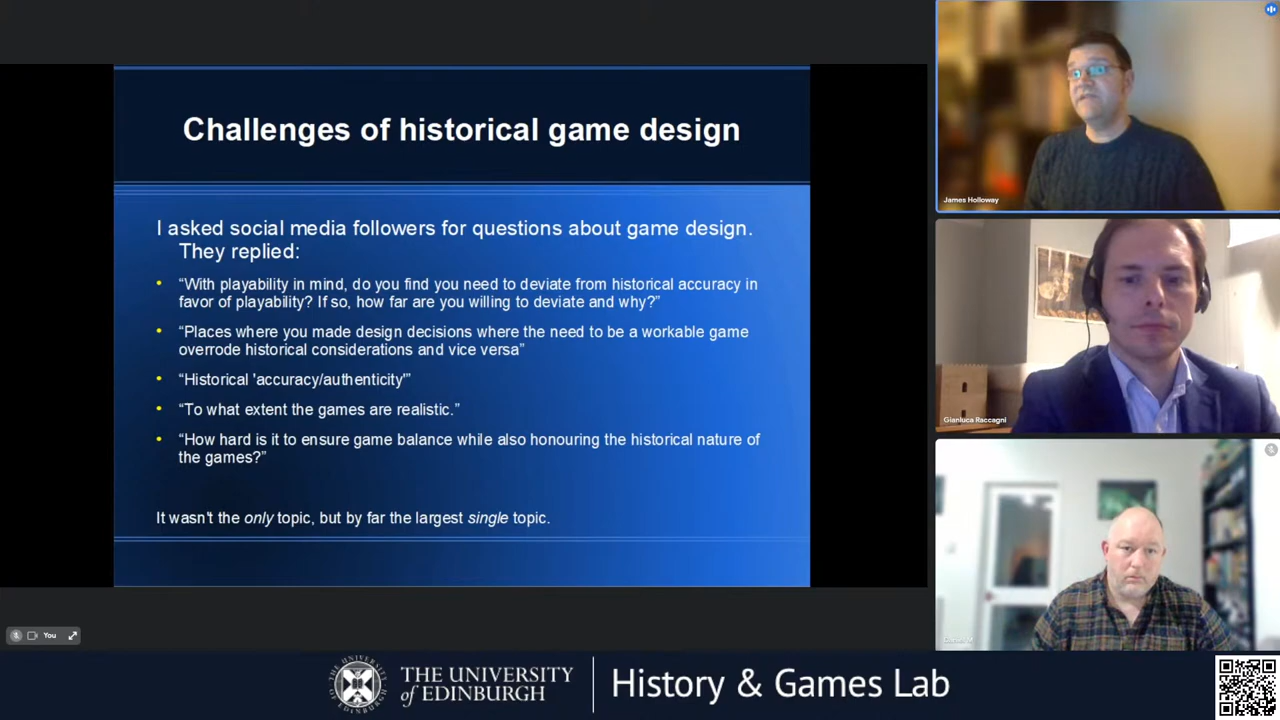 Challenges of historical game design
I asked social media followers for questions about game design.
They replied:
• “With playability in mind, do you find you need to deviate from historical accuracy in
favor of playability? If so, how far are you willing to deviate and why?”
• “Places where you made design decisions where the need to be a workable game
overrode historical considerations and vice versa”
• “Historical 'accuracy/authenticity'”
• “To what extent the games are realistic.”
• “How hard is it to ensure game balance while also honouring the historical nature of
the games?”
It wasn't the only topic, but by far the largest single topic.
James Holloway
Gianluca Raccagni
You
THE UNIVERSITY
of EDINBURGH
History & Games Lab